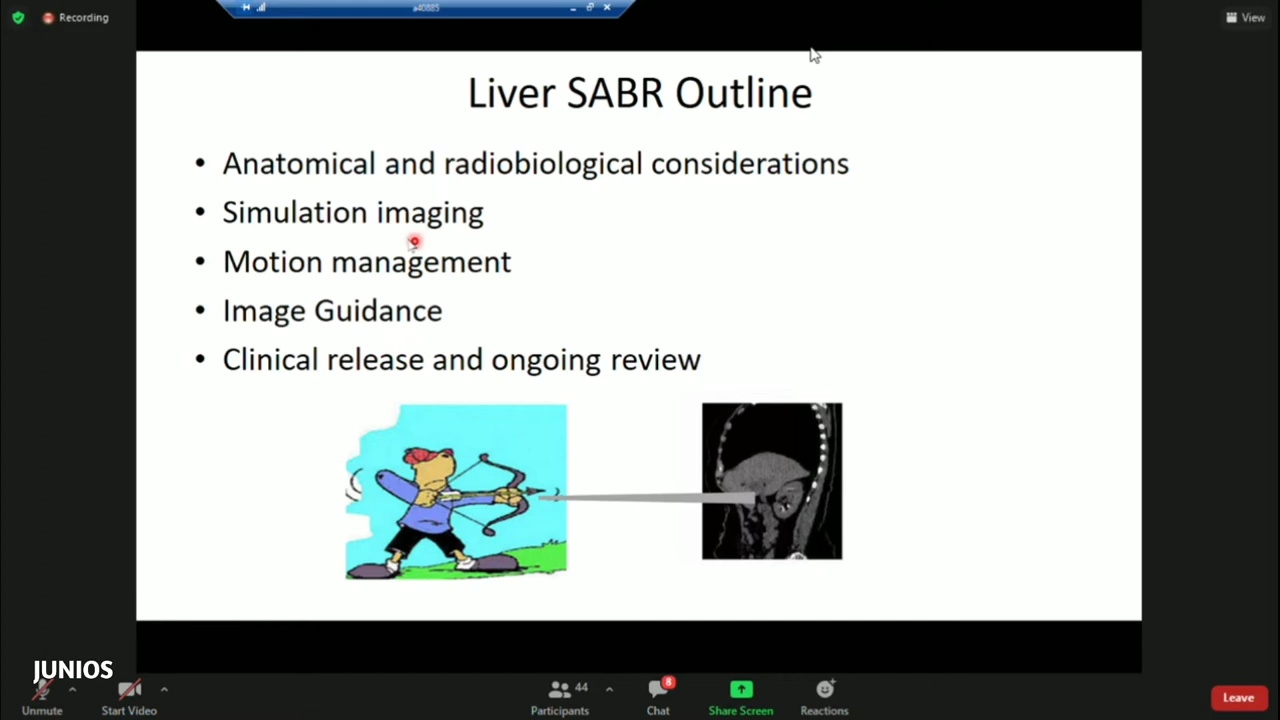 Recording
a40885
View
Liver SABR Outline
• Anatomical and radiobiological considerations
• Simulation imaging
• Motion management
• Image Guidance
• Clinical release and ongoing review
JUNIOS
Unmute
Start Video
44
Participants
8
Chat
Share Screen
Reactions
Leave